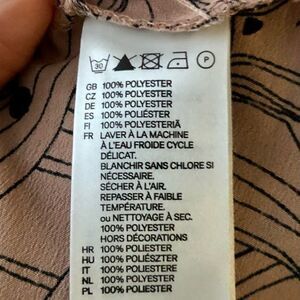 30 P
GB 100% POLYESTER
CZ 100% POLYESTER
DE 100% POLYESTER
ES 100% POLIÉSTER
FI 100% POLYESTERIÄ
FR LAVER À LA MACHINE
À L'EAU FROIDE CYCLE
DÉLICAT.
BLANCHIR SANS CHLORE SI
NÉCESSAIRE.
SÉCHER À L'AIR.
REPASSER À FAIBLE
TEMPÉRATURE.
ou NETTOYAGE À SEC.
100% POLYESTER
HORS DÉCORATIONS
HR 100% POLIESTER
HU 100% POLIÉSZTER
IT 100% POLIESTERE
NL 100% POLYESTER
PL 100% POLIESTER